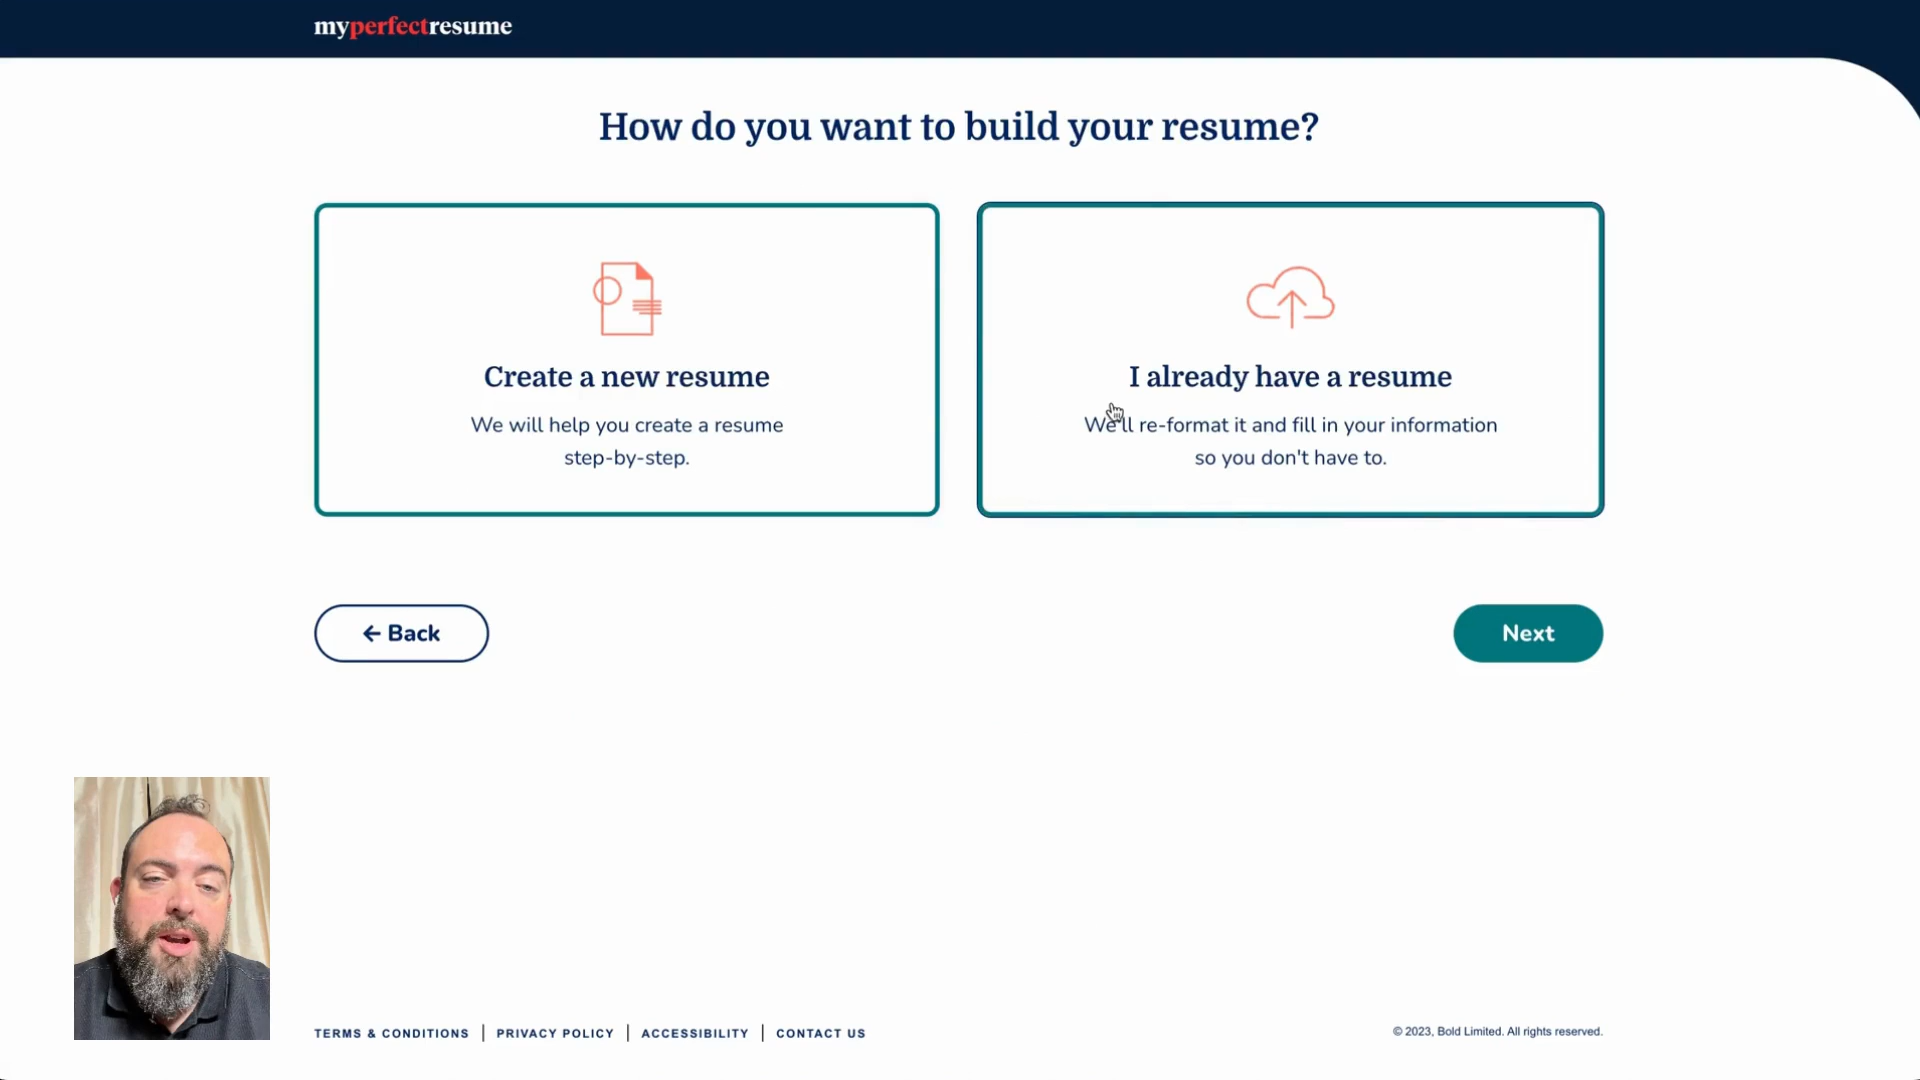 myperfectresume
How do you want to build your resume?
Create a new resume
We will help you create a resume
step-by-step.
I already have a resume
We'll re-format it and fill in your information
so you don't have to.
← Back
Next
TERMS & CONDITIONS | PRIVACY POLICY | ACCESSIBILITY | CONTACT US
© 2023, Bold Limited. All rights reserved.